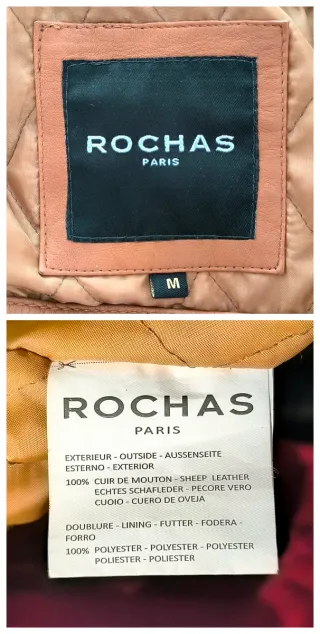 ROCHAS
PARIS
M
ROCHAS
PARIS
EXTERIEUR - OUTSIDE - AUSSENSEITE
ESTERNO - EXTERIOR
100% CUIR DE MOUTON - SHEEP LEATHER
ECHTES SCHAFLEDER - PECORE VERO
CUOIO - CUERO DE OVEJA
DOUBLURE - LINING - FUTTER - FODERA -
FORRO
100% POLYESTER - POLYESTER - POLYESTER
POLIESTER - POLIESTER